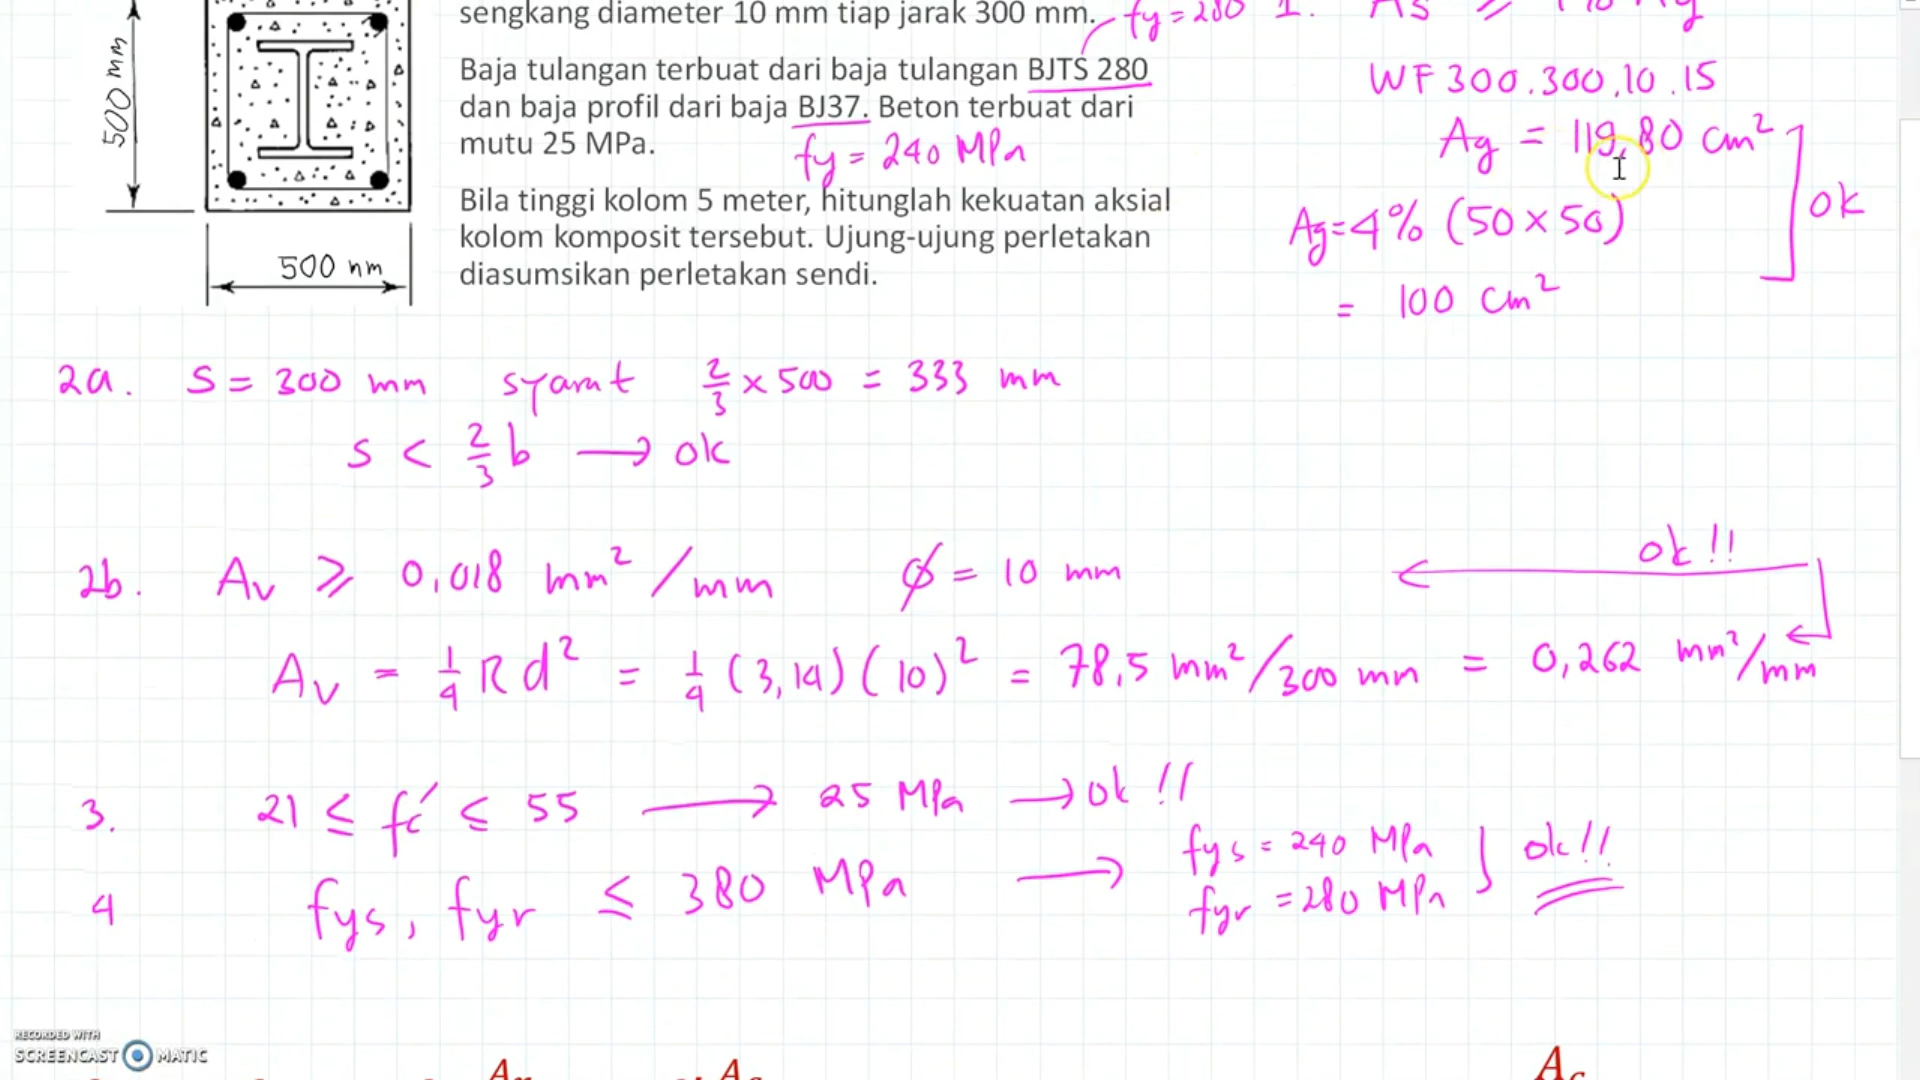 sengkang diameter 10 mm tiap jarak 300 mm.
fy = 280
1.
Baja tulangan terbuat dari baja tulangan BJTS 280
dan baja profil dari baja BJ37. Beton terbuat dari
mutu 25 MPa.
fy = 240 MPa
Bila tinggi kolom 5 meter, hitunglah kekuatan aksial
kolom komposit tersebut. Ujung-ujung perletakan
diasumsikan perletakan sendi.
500 mm
500 mm
WF 300.300.10.15
Ag = 119,80 cm²
Ag = 4% (50 x 50)
= 100 cm²
ok
2a. S = 300 mm syarat 2/3 x 500 = 333 mm
s < 2/3 b → ok
2b. Av ≥ 0,018 mm²/mm ϕ = 10 mm
ok !!
Av = 1/4 π d² = 1/4 (3,14) (10)² = 78,5 mm²/300 mm = 0,262 mm²/mm
3. 21 ≤ fc' ≤ 55 → 25 MPa → ok !!
4 fys, fyr ≤ 380 MPa → fys = 240 MPa
fyr = 280 MPa
ok!!
RECORDED WITH
SCREENCAST MATIC